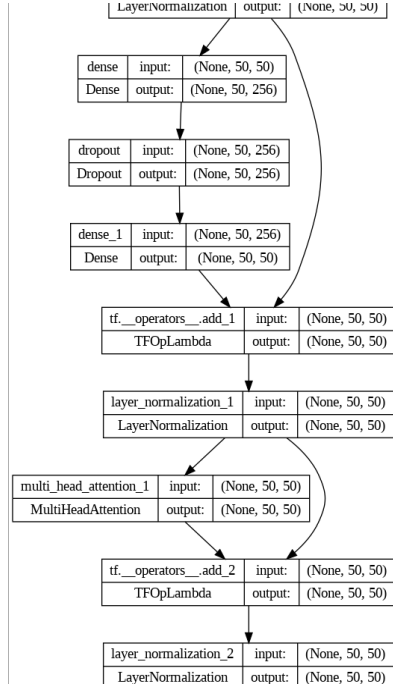 LayerNormalization output: (None, 50, 50)
dense input: (None, 50, 50)
Dense output: (None, 50, 256)
dropout input: (None, 50, 256)
Dropout output: (None, 50, 256)
dense_1 input: (None, 50, 256)
Dense output: (None, 50, 50)
tf.__operators__.add_1 input: (None, 50, 50)
TFOpLambda output: (None, 50, 50)
layer_normalization_1 input: (None, 50, 50)
LayerNormalization output: (None, 50, 50)
multi_head_attention_1 input: (None, 50, 50)
MultiHeadAttention output: (None, 50, 50)
tf.__operators__.add_2 input: (None, 50, 50)
TFOpLambda output: (None, 50, 50)
layer_normalization_2 input: (None, 50, 50)
LayerNormalization output: (None, 50, 50)